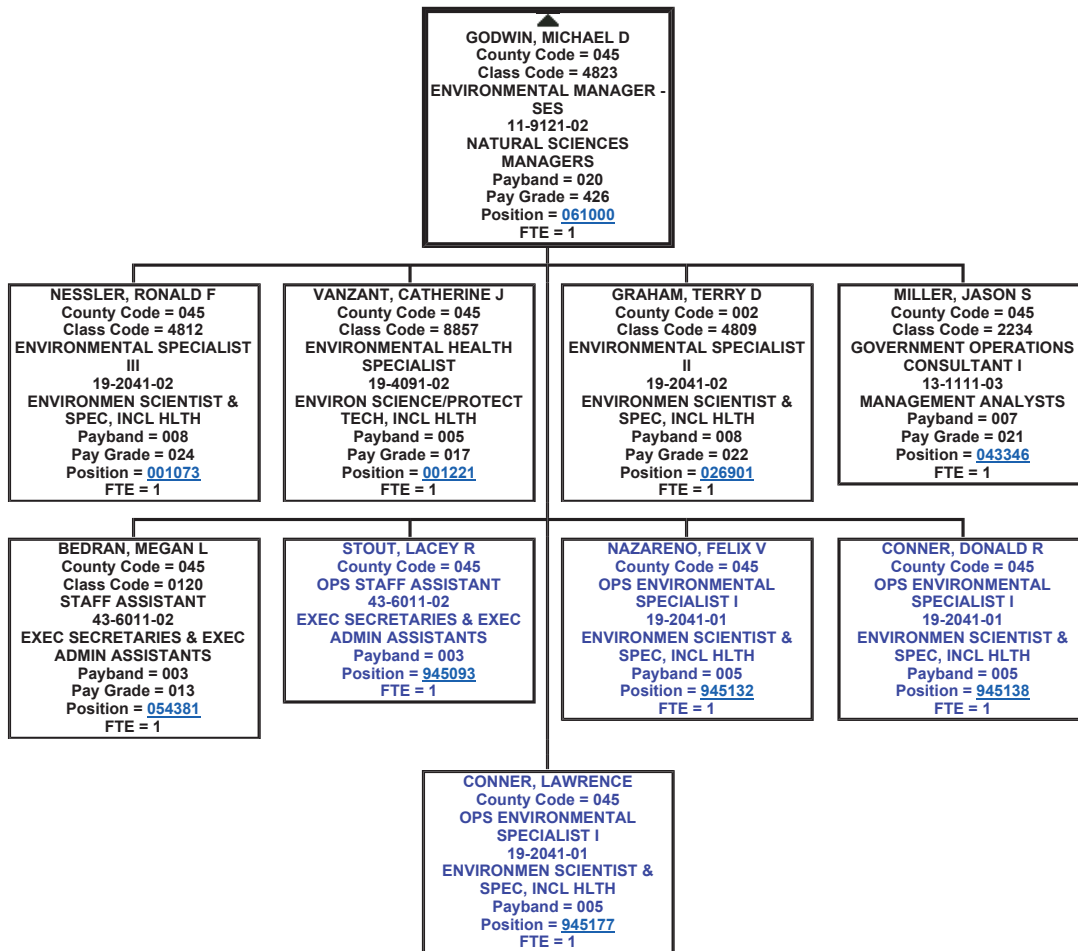 GODWIN, MICHAEL D
County Code = 045
Class Code = 4823
ENVIRONMENTAL MANAGER -
SES
11-9121-02
NATURAL SCIENCES
MANAGERS
Payband = 020
Pay Grade = 426
Position = 061000
FTE = 1
NESSLER, RONALD F
County Code = 045
Class Code = 4812
ENVIRONMENTAL SPECIALIST
III
19-2041-02
ENVIRONMEN SCIENTIST &
SPEC, INCL HLTH
Payband = 008
Pay Grade = 024
Position = 001073
FTE = 1
VANZANT, CATHERINE J
County Code = 045
Class Code = 8857
ENVIRONMENTAL HEALTH
SPECIALIST
19-4091-02
ENVIRON SCIENCE/PROTECT
TECH, INCL HLTH
Payband = 005
Pay Grade = 017
Position = 001221
FTE = 1
GRAHAM, TERRY D
County Code = 002
Class Code = 4809
ENVIRONMENTAL SPECIALIST
II
19-2041-02
ENVIRONMEN SCIENTIST &
SPEC, INCL HLTH
Payband = 008
Pay Grade = 022
Position = 026901
FTE = 1
MILLER, JASON S
County Code = 045
Class Code = 2234
GOVERNMENT OPERATIONS
CONSULTANT I
13-1111-03
MANAGEMENT ANALYSTS
Payband = 007
Pay Grade = 021
Position = 043346
FTE = 1
BEDRAN, MEGAN L
County Code = 045
Class Code = 0120
STAFF ASSISTANT
43-6011-02
EXEC SECRETARIES & EXEC
ADMIN ASSISTANTS
Payband = 003
Pay Grade = 013
Position = 054381
FTE = 1
STOUT, LACEY R
County Code = 045
OPS STAFF ASSISTANT
43-6011-02
EXEC SECRETARIES & EXEC
ADMIN ASSISTANTS
Payband = 003
Position = 945093
FTE = 1
NAZARENO, FELIX V
County Code = 045
OPS ENVIRONMENTAL
SPECIALIST I
19-2041-01
ENVIRONMEN SCIENTIST &
SPEC, INCL HLTH
Payband = 005
Position = 945132
FTE = 1
CONNER, DONALD R
County Code = 045
OPS ENVIRONMENTAL
SPECIALIST I
19-2041-01
ENVIRONMEN SCIENTIST &
SPEC, INCL HLTH
Payband = 005
Position = 945138
FTE = 1
CONNER, LAWRENCE
County Code = 045
OPS ENVIRONMENTAL
SPECIALIST I
19-2041-01
ENVIRONMEN SCIENTIST &
SPEC, INCL HLTH
Payband = 005
Position = 945177
FTE = 1